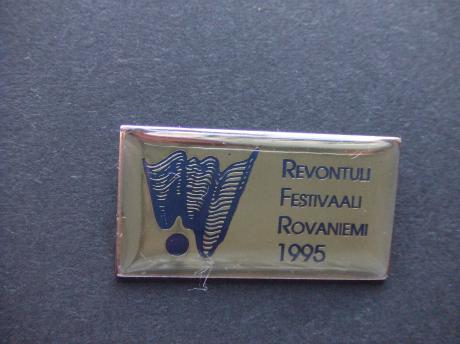 REVONTULI
FESTIVAALI
ROVANIEMI
1995